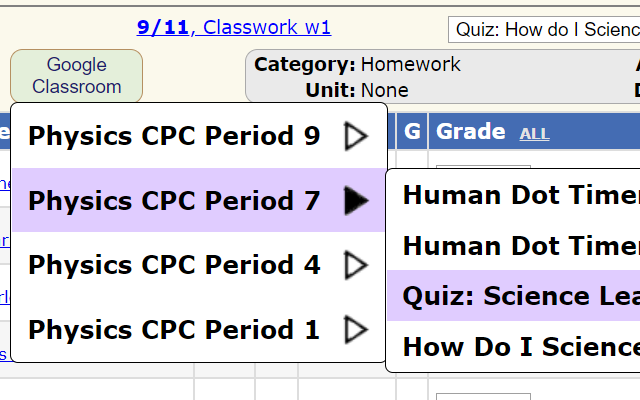 9/11, Classwork w1
Quiz: How do I Scienc
Google
Classroom
Category: Homework
Unit: None
G Grade ALL
Physics CPC Period 9
Physics CPC Period 7
Physics CPC Period 4
Physics CPC Period 1
Human Dot Timer
Human Dot Timer
Quiz: Science Lea
How Do I Science